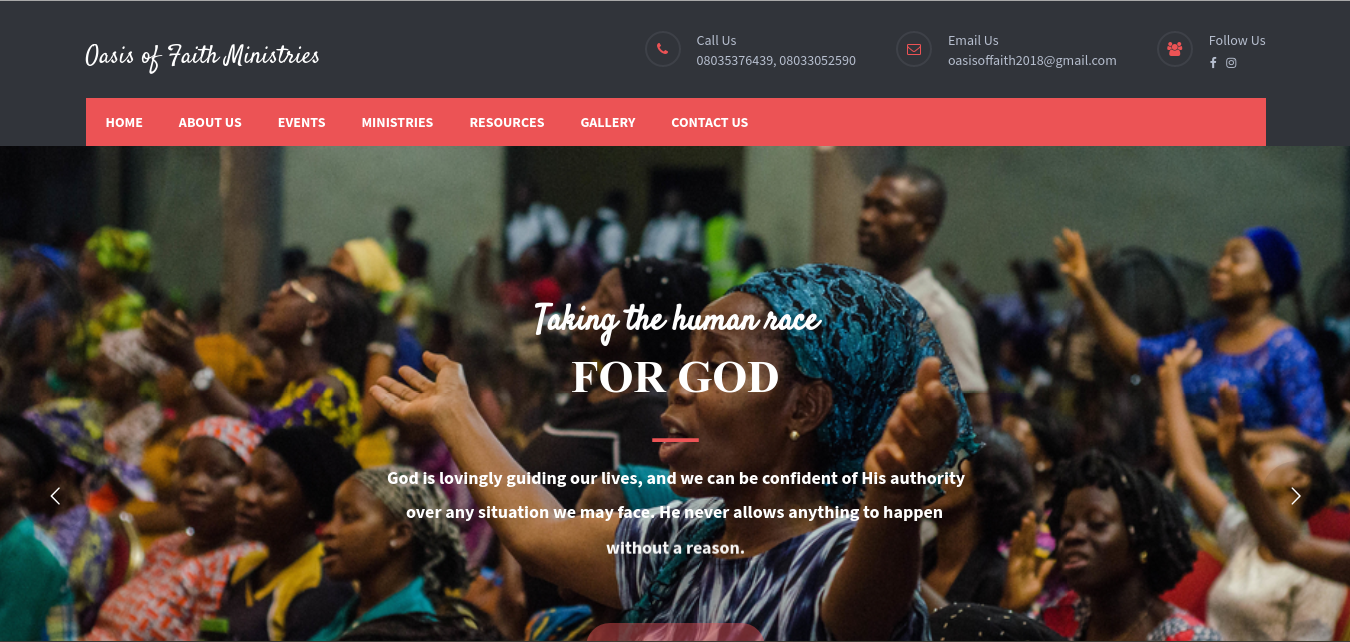 Oasis of Faith Ministries
Call Us
08035376439, 08033052590
Email Us
oasisoffaith2018@gmail.com
Follow Us
HOME ABOUT US EVENTS MINISTRIES RESOURCES GALLERY CONTACT US
Taking the human race
FOR GOD
God is lovingly guiding our lives, and we can be confident of His authority
over any situation we may face. He never allows anything to happen
without a reason.